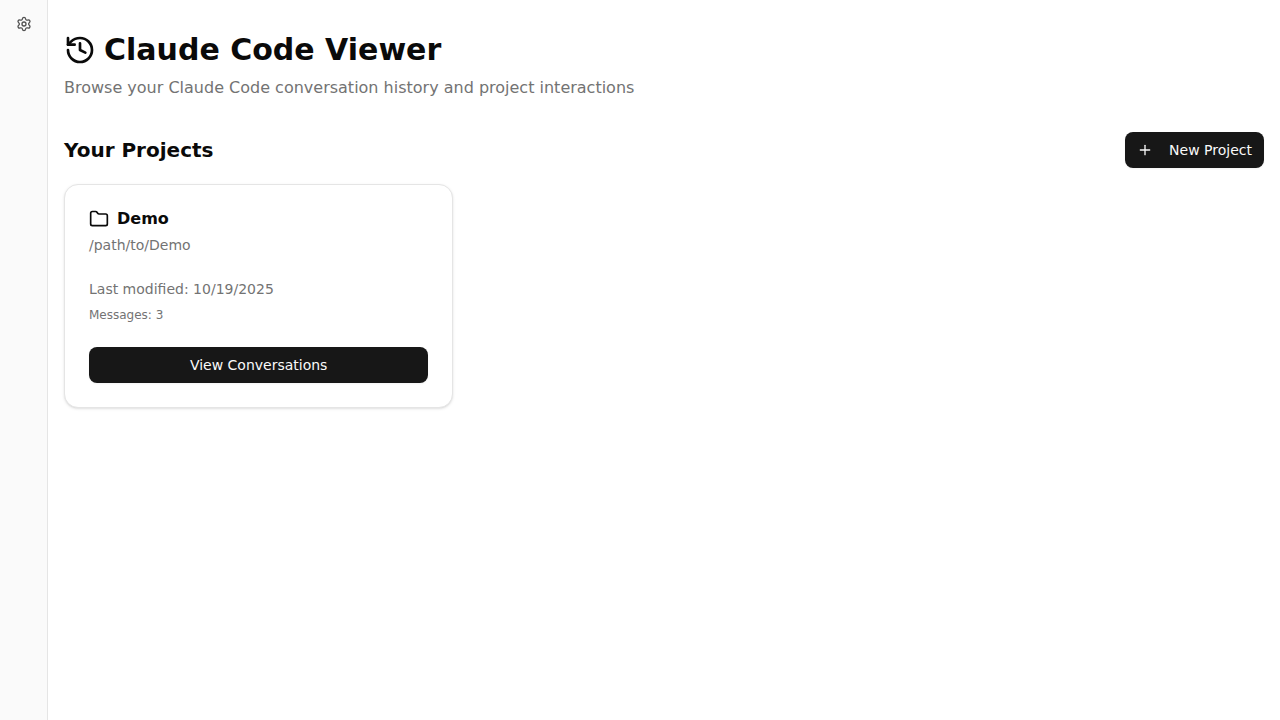 Claude Code Viewer
Browse your Claude Code conversation history and project interactions
Your Projects
New Project
Demo
/path/to/Demo
Last modified: 10/19/2025
Messages: 3
View Conversations